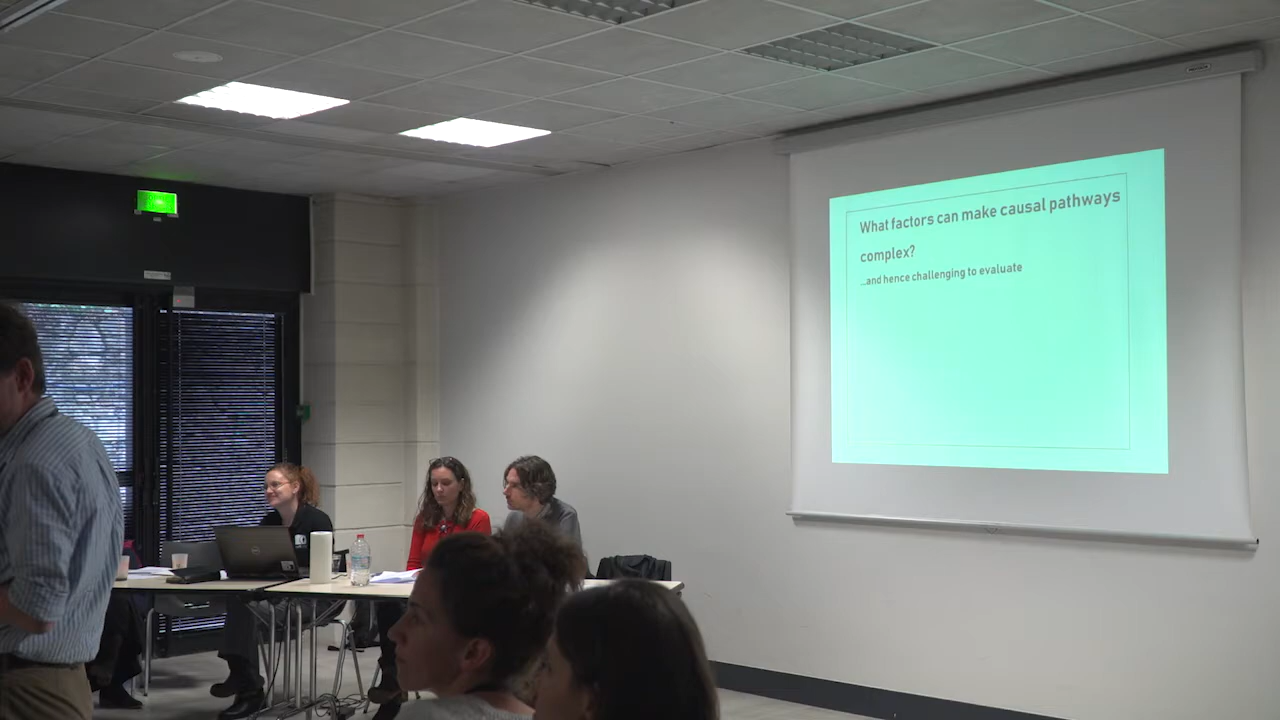 What factors can make causal pathways
complex?
...and hence challenging to evaluate